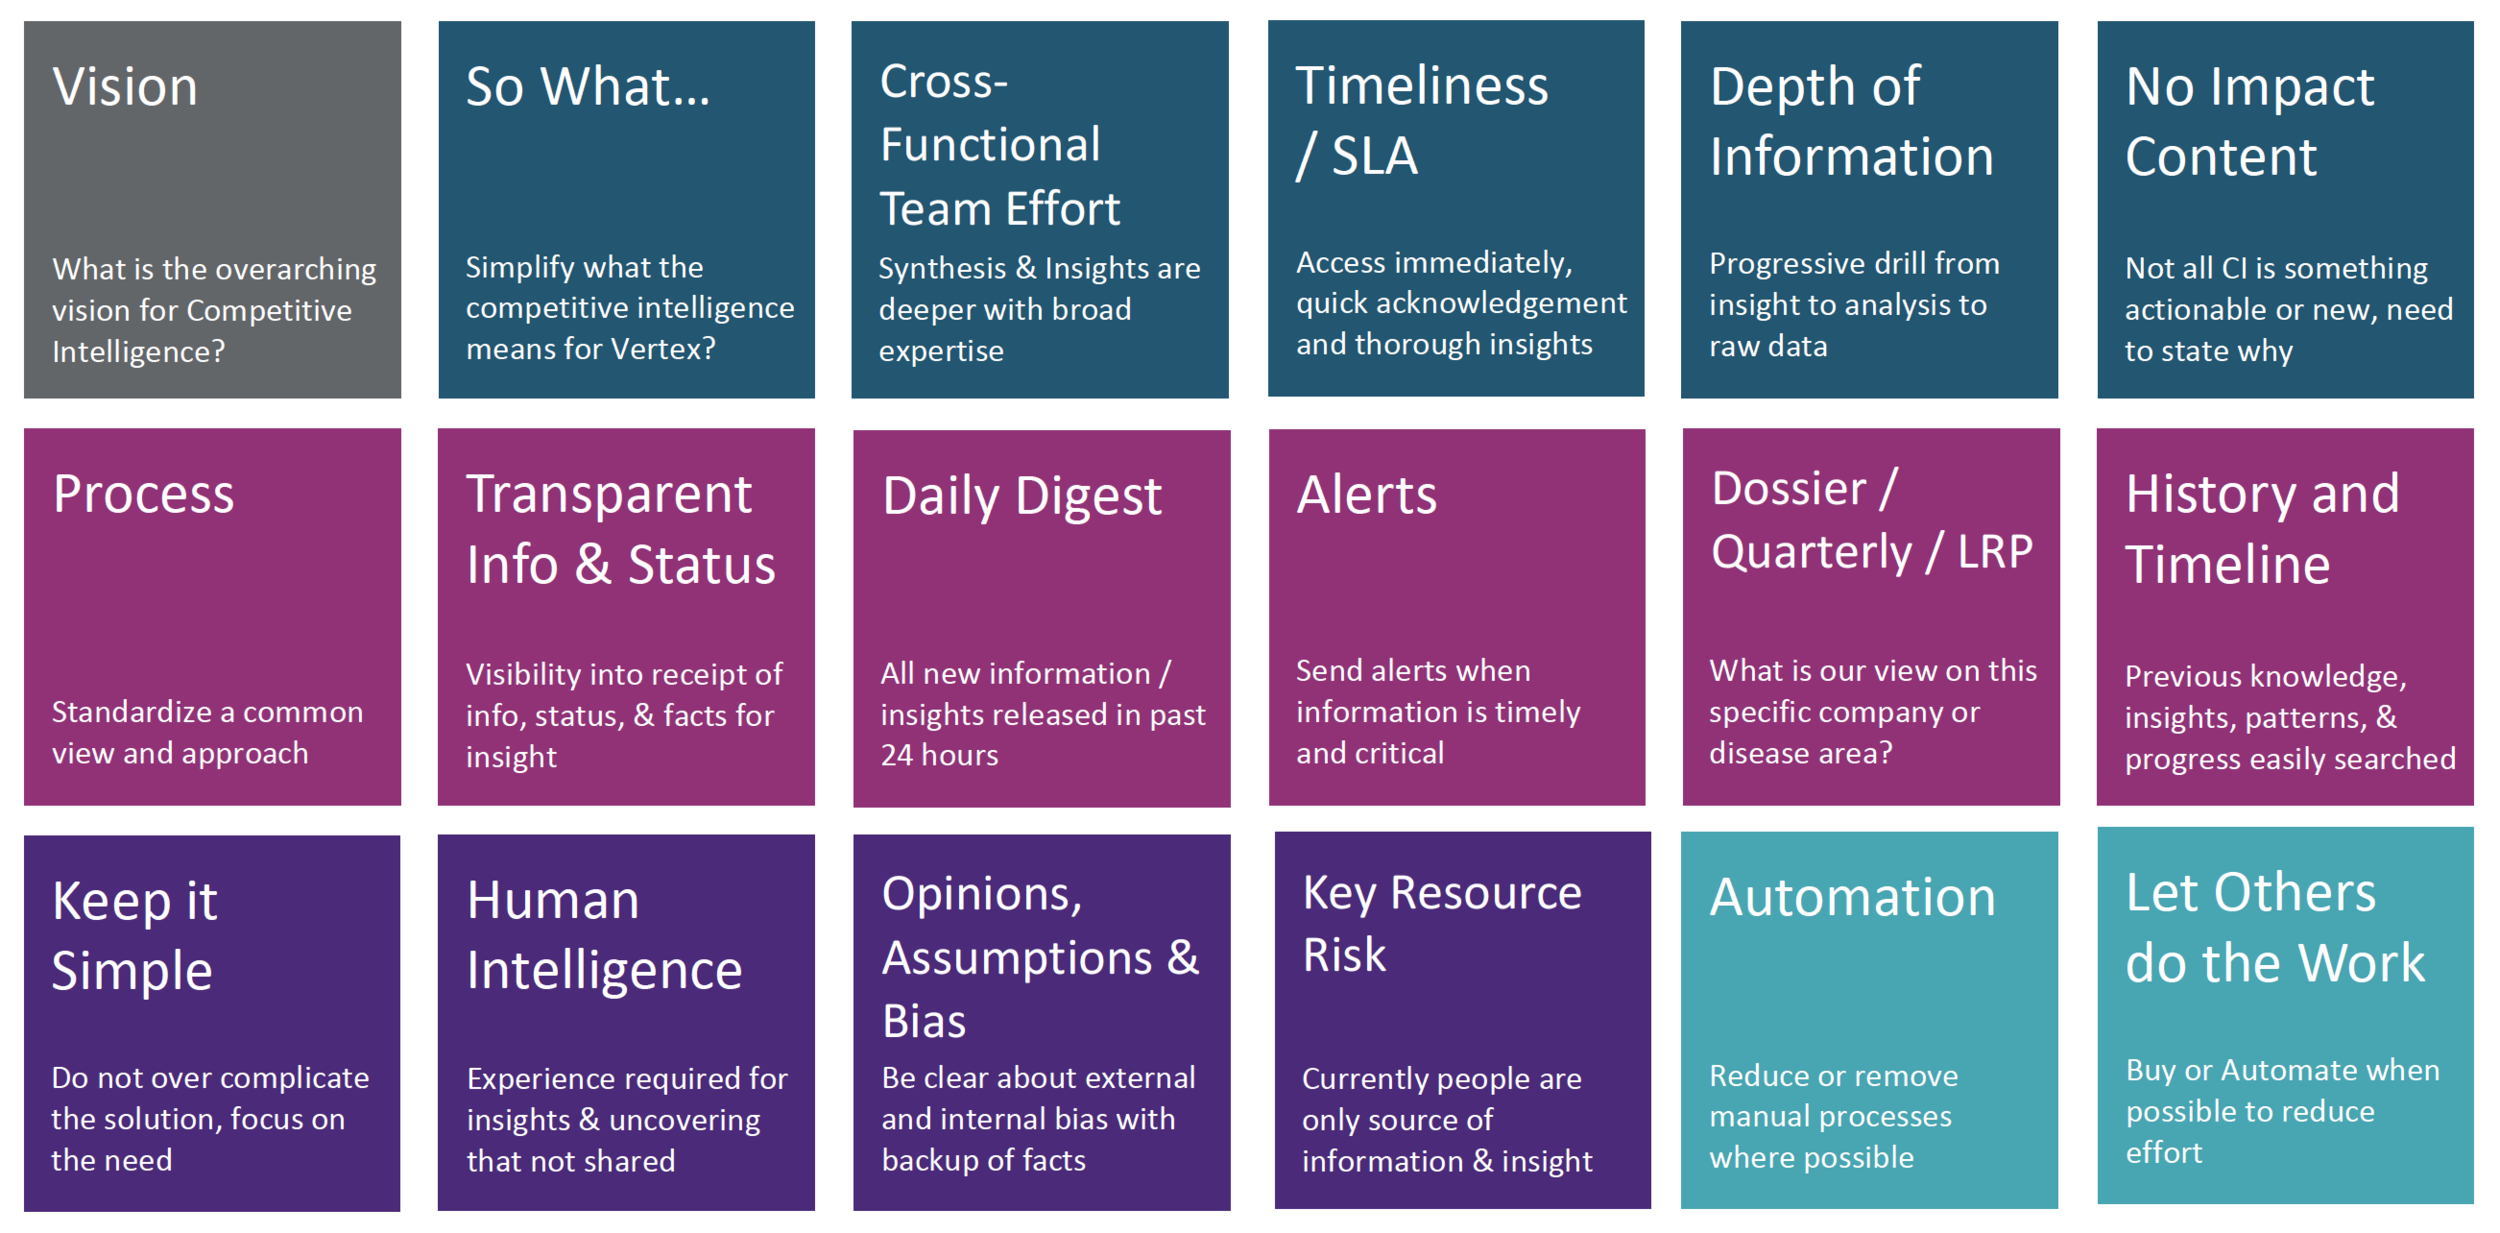 Vision
What is the overarching
vision for Competitive
Intelligence?
So What...
Simplify what the
competitive intelligence
means for Vertex?
Cross-
Functional
Team Effort
Synthesis & Insights are
deeper with broad
expertise
Timeliness
/ SLA
Access immediately,
quick acknowledgement
and thorough insights
Depth of
Information
Progressive drill from
insight to analysis to
raw data
No Impact
Content
Not all CI is something
actionable or new, need
to state why
Process
Standardize a common
view and approach
Transparent
Info & Status
Visibility into receipt of
info, status, & facts for
insight
Daily Digest
All new information /
insights released in past
24 hours
Alerts
Send alerts when
information is timely
and critical
Dossier /
Quarterly / LRP
What is our view on this
specific company or
disease area?
History and
Timeline
Previous knowledge,
insights, patterns, &
progress easily searched
Keep it
Simple
Do not over complicate
the solution, focus on
the need
Human
Intelligence
Experience required for
insights & uncovering
that not shared
Opinions,
Assumptions &
Bias
Be clear about external
and internal bias with
backup of facts
Key Resource
Risk
Currently people are
only source of
information & insight
Automation
Reduce or remove
manual processes
where possible
Let Others
do the Work
Buy or Automate when
possible to reduce
effort